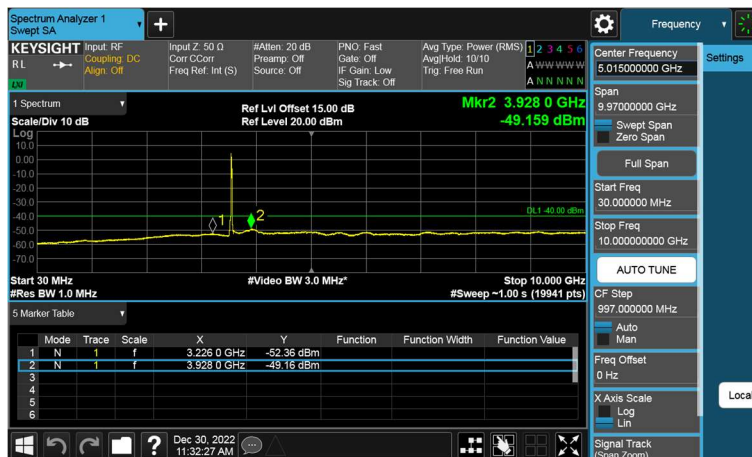 Spectrum Analyzer 1
Swept SA
Frequency
KEYSIGHT
RL
LXI
Input: RF
Coupling: DC
Align: Off
Input Z: 50 Ω
Corr CCorr
Freq Ref: Int (S)
#Atten: 20 dB
Preamp: Off
Source: Off
PNO: Fast
Gate: Off
IF Gain: Low
Sig Track: Off
Avg Type: Power (RMS)
Avg|Hold: 10/10
Trig: Free Run
1 2 3 4 5 6
A W W W W W
A N N N N N
1 Spectrum
Scale/Div 10 dB
Ref Lvl Offset 15.00 dB
Ref Level 20.00 dBm
Mkr2 3.928 0 GHz
-49.159 dBm
Log
10.0
0.00
-10.0
-20.0
-30.0
-40.0
-50.0
-60.0
-70.0
1
2
DL1 -40.00 dBm
Start 30 MHz
#Res BW 1.0 MHz
#Video BW 3.0 MHz*
Stop 10.000 GHz
#Sweep ~1.00 s (19941 pts)
5 Marker Table
Mode Trace Scale X Y Function Function Width Function Value
1 N 1 f 3.226 0 GHz -52.36 dBm
2 N 1 f 3.928 0 GHz -49.16 dBm
3
4
5
6
?
Dec 30, 2022
11:32:27 AM
Center Frequency
5.015000000 GHz
Settings
Span
9.97000000 GHz
Swept Span
Zero Span
Full Span
Start Freq
30.000000 MHz
Stop Freq
10.000000000 GHz
AUTO TUNE
CF Step
997.000000 MHz
Auto
Man
Freq Offset
0 Hz
X Axis Scale
Log
Lin
Local
Signal Track
(Span Zoom)